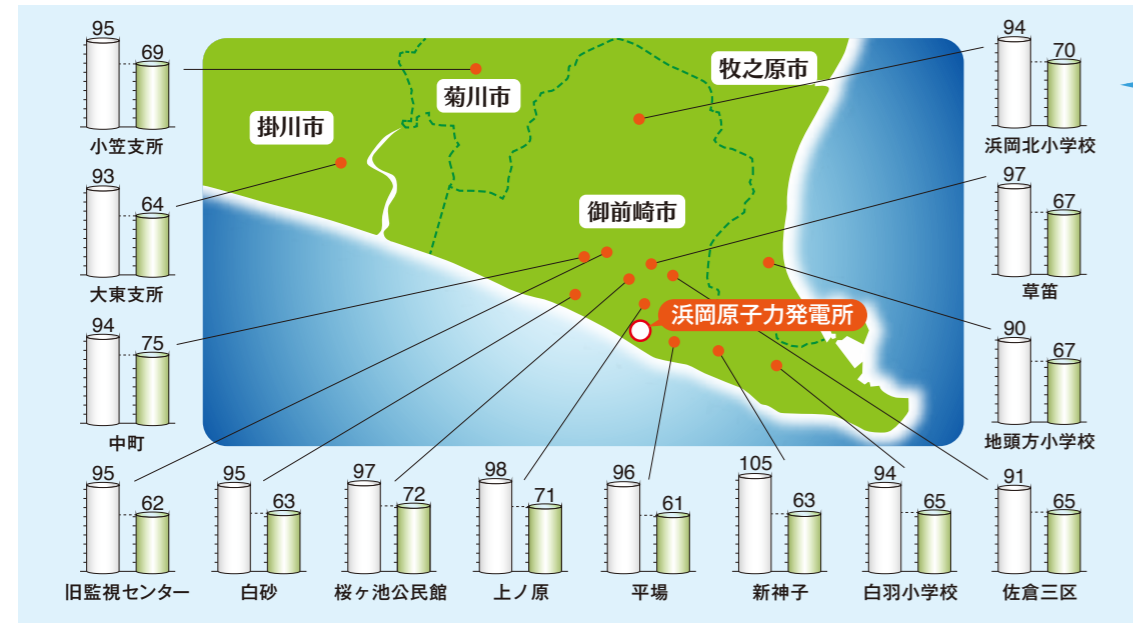 95
69
小笠支所
93
64
大東支所
94
75
中町
牧之原市
菊川市
掛川市
御前崎市
浜岡原子力発電所
94
70
浜岡北小学校
97
67
草笛
90
67
地頭方小学校
95
62
旧監視センター
95
63
白砂
97
72
桜ヶ池公民館
98
71
上ノ原
96
61
平場
105
63
新神子
94
65
白羽小学校
91
65
佐倉三区